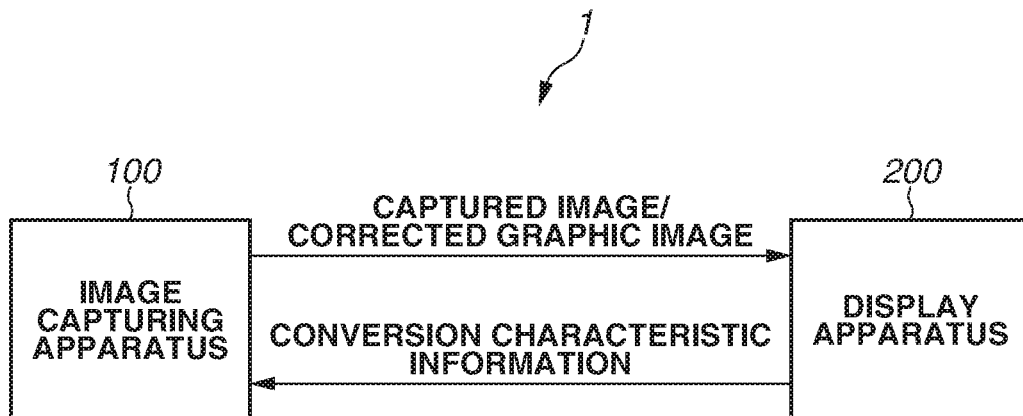 1
100
200
CAPTURED IMAGE/
CORRECTED GRAPHIC IMAGE
IMAGE
CAPTURING
APPARATUS
CONVERSION CHARACTERISTIC
INFORMATION
DISPLAY
APPARATUS